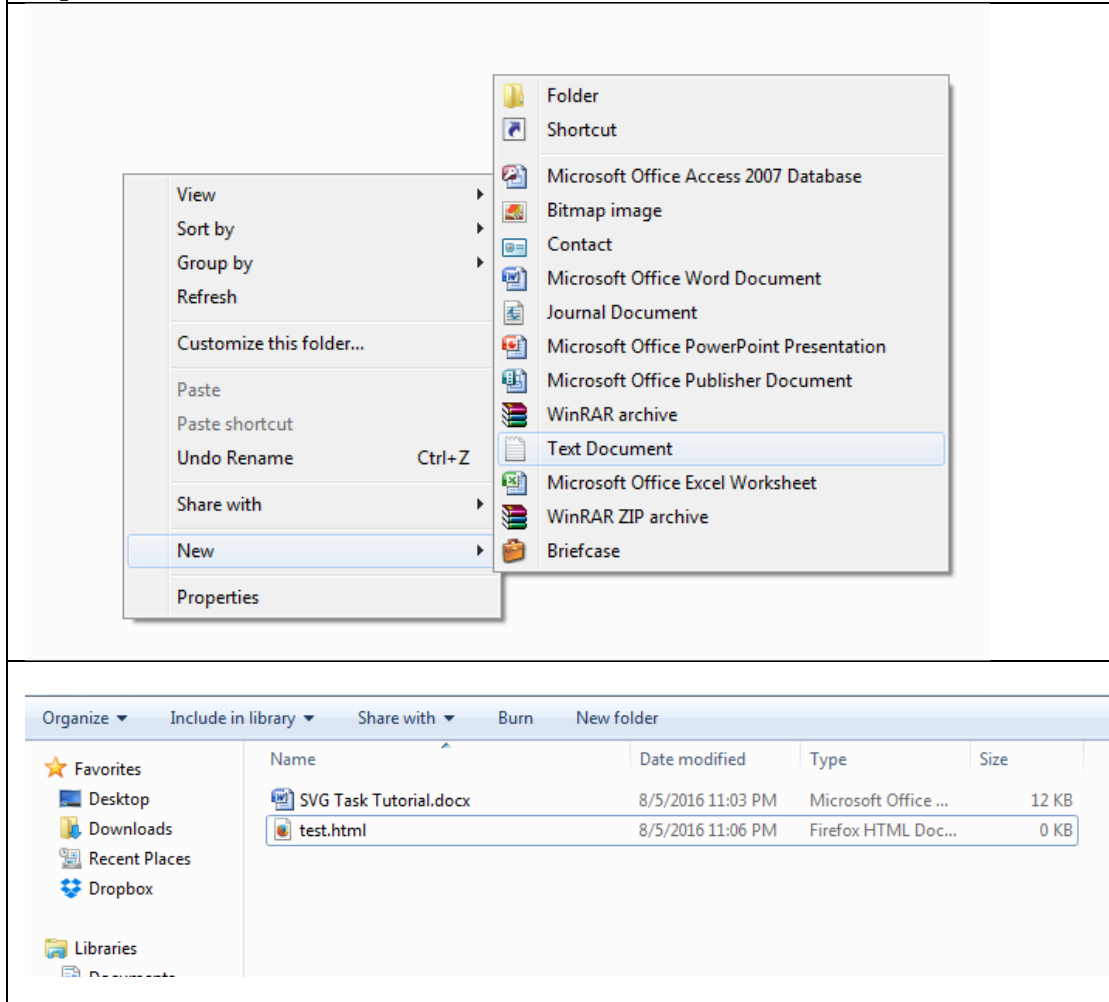 Folder
Shortcut
Microsoft Office Access 2007 Database
Bitmap image
Contact
Microsoft Office Word Document
Journal Document
Microsoft Office PowerPoint Presentation
Microsoft Office Publisher Document
WinRAR archive
Text Document
Microsoft Office Excel Worksheet
WinRAR ZIP archive
Briefcase
View
Sort by
Group by
Refresh
Customize this folder...
Paste
Paste shortcut
Undo Rename Ctrl+Z
Share with
New
Properties
Organize Include in library Share with Burn New folder
Favorites
Desktop
Downloads
Recent Places
Dropbox
Libraries
Documents
Name Date modified Type Size
SVG Task Tutorial.docx 8/5/2016 11:03 PM Microsoft Office ... 12 KB
test.html 8/5/2016 11:06 PM Firefox HTML Doc... 0 KB